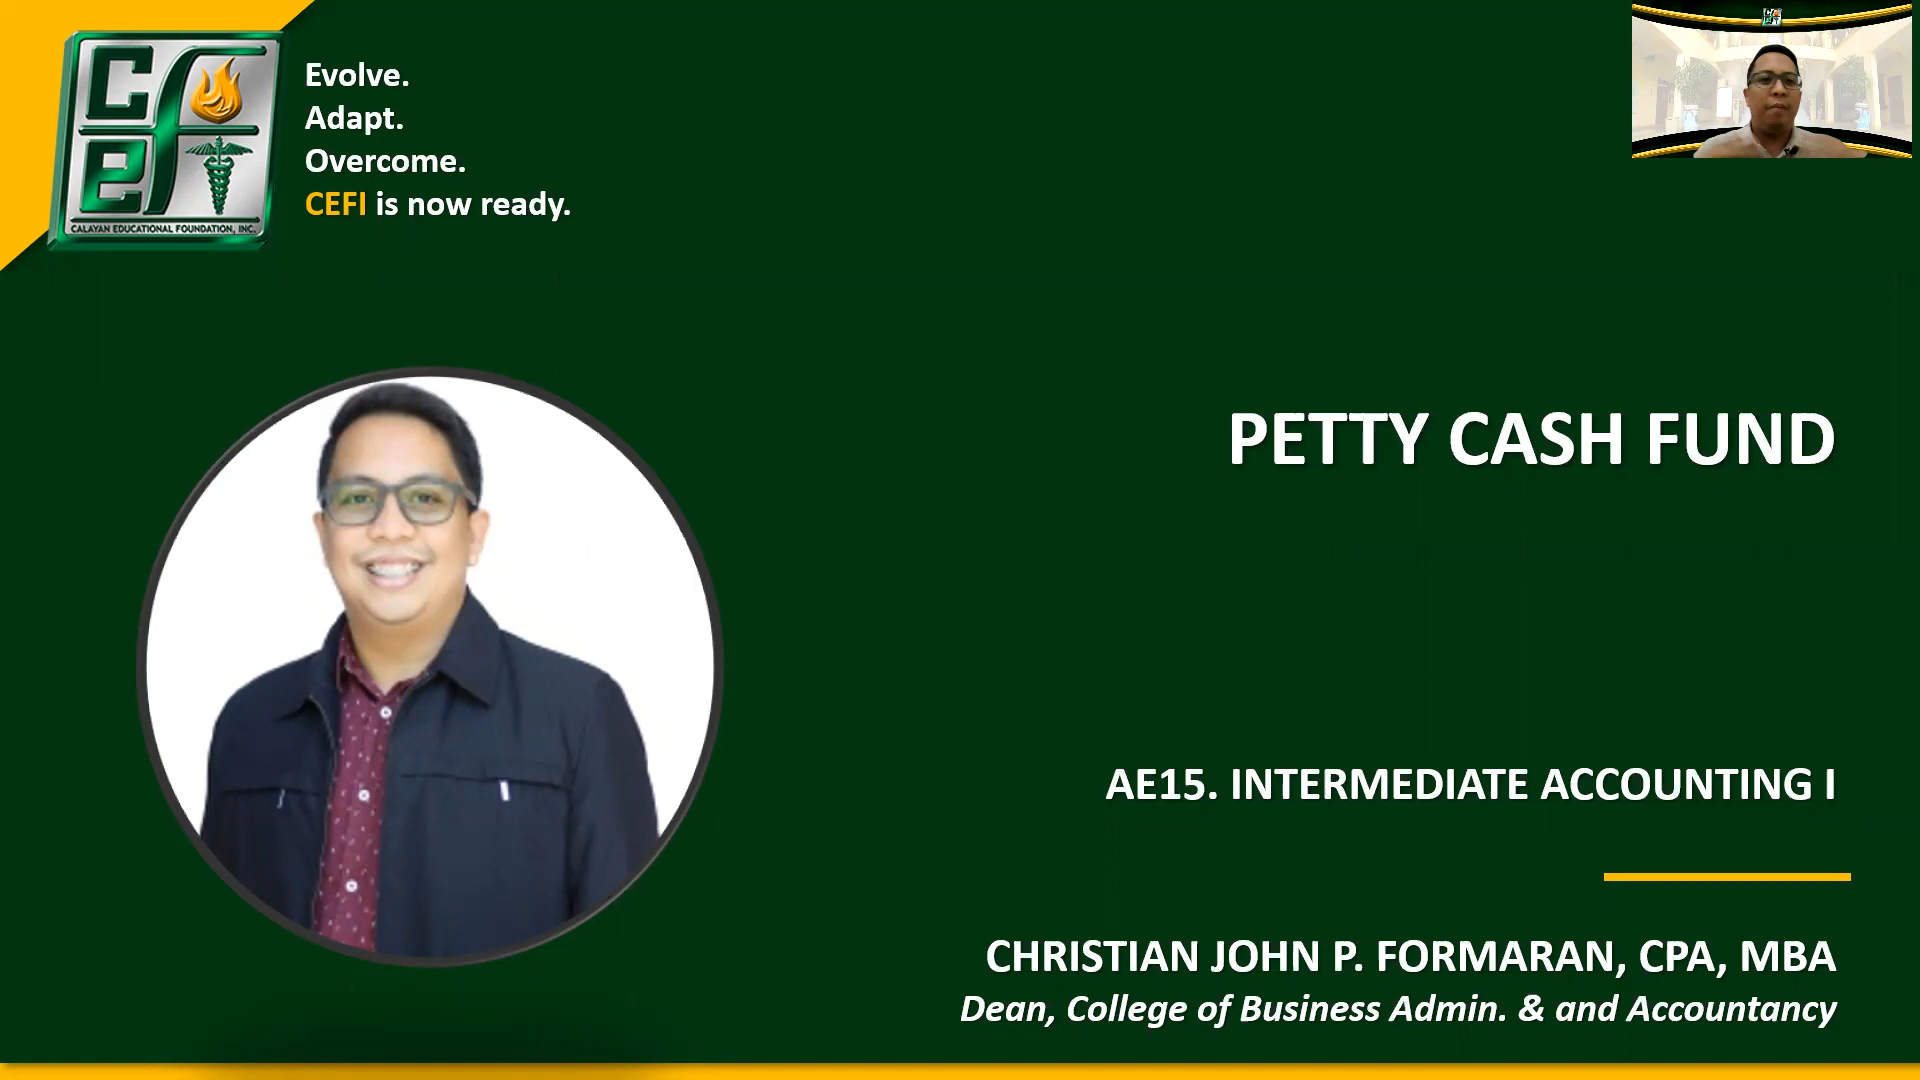 CEF
CALAYAN EDUCATIONAL FOUNDATION, INC.
Evolve.
Adapt.
Overcome.
CEFI is now ready.
PETTY CASH FUND
AE15. INTERMEDIATE ACCOUNTING I
CHRISTIAN JOHN P. FORMARAN, CPA, MBA
Dean, College of Business Admin. & and Accountancy